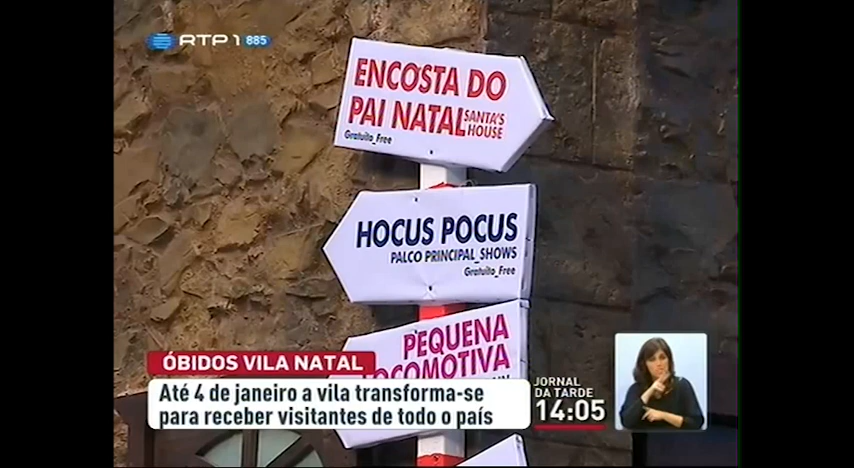 RTP 1 885
ENCOSTA DO
PAI NATAL SANTA'S HOUSE
Gratuito_Free
HOCUS POCUS
PALCO PRINCIPAL_SHOWS
Gratuito_Free
PEQUENA
LOCOMOTIVA
ÓBIDOS VILA NATAL
Até 4 de janeiro a vila transforma-se
para receber visitantes de todo o país
JORNAL
DA TARDE
14:05